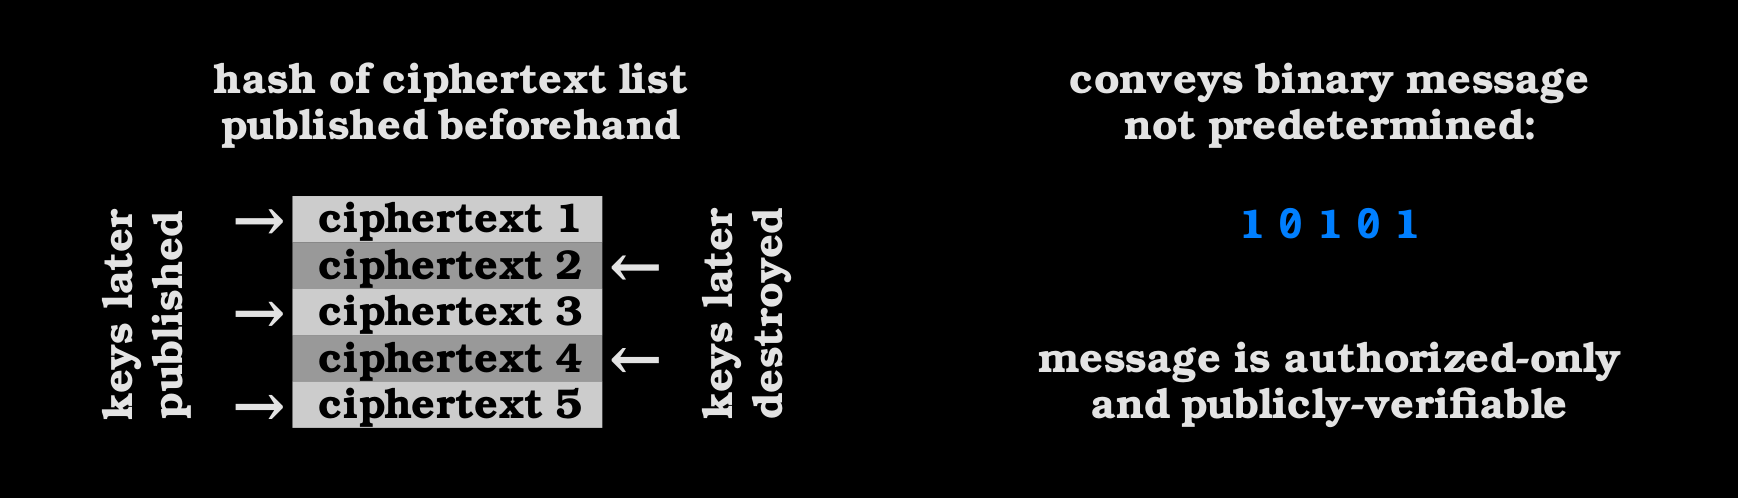 hash of ciphertext list
published beforehand
keys later
published
→ ciphertext 1
ciphertext 2 ←
→ ciphertext 3
ciphertext 4 ←
→ ciphertext 5
keys later
destroyed
conveys binary message
not predetermined:
1 0 1 0 1
message is authorized-only
and publicly-verifiable